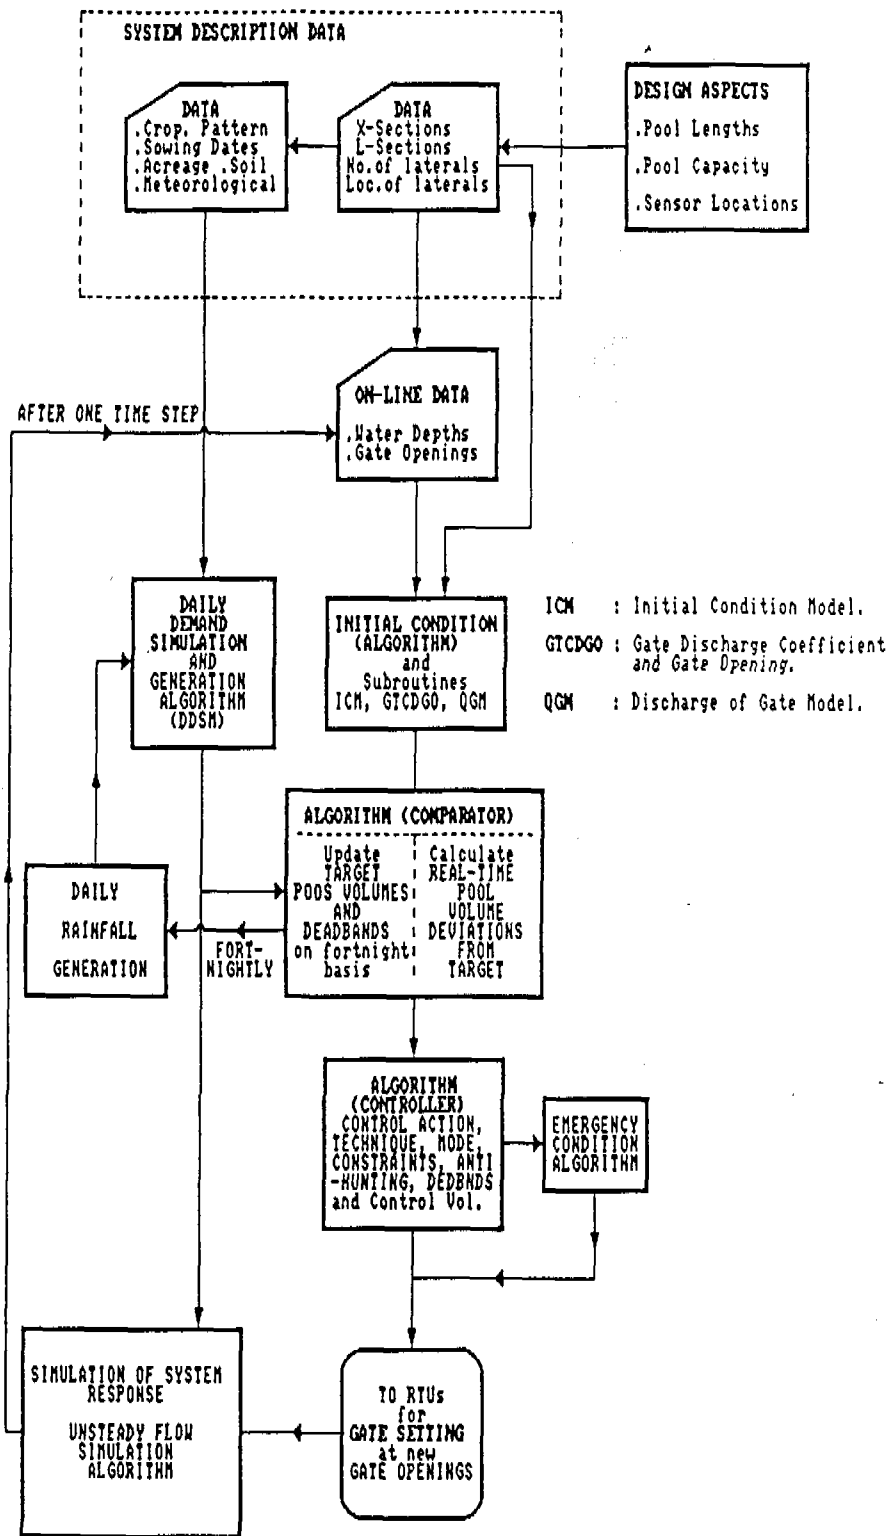 SYSTEM DESCRIPTION DATA
DATA
.Crop. Pattern
.Sowing Dates
.Acreage .Soil
.Meteorological
DATA
X-Sections
L-Sections
No.of laterals
Loc.of laterals
DESIGN ASPECTS
.Pool Lengths
.Pool Capacity
.Sensor Locations
ON-LINE DATA
.Water Depths
.Gate Openings
AFTER ONE TIME STEP
DAILY
DEMAND
SIMULATION
AND
GENERATION
ALGORITHM
(DDSM)
INITIAL CONDITION
(ALGORITHM)
and
Subroutines
ICM, GTCDGO, QGM
ICM : Initial Condition Model.
GTCDGO : Gate Discharge Coefficient
and Gate Opening.
QGM : Discharge of Gate Model.
ALGORITHM (COMPARATOR)
Update
TARGET
POOS VOLUMES
AND
DEADBANDS
on fortnight
basis
Calculate
REAL-TIME
POOL
VOLUME
DEVIATIONS
FROM
TARGET
DAILY
RAINFALL
GENERATION
FORT-
NIGHTLY
ALGORITHM
(CONTROLLER)
CONTROL ACTION,
TECHNIQUE, MODE,
CONSTRAINTS, ANTI
-HUNTING, DEDBNDS
and Control Vol.
EMERGENCY
CONDITION
ALGORITHM
SIMULATION OF SYSTEM
RESPONSE
UNSTEADY FLOW
SIMULATION
ALGORITHM
TO RTUs
for
GATE SETTING
at new
GATE OPENINGS